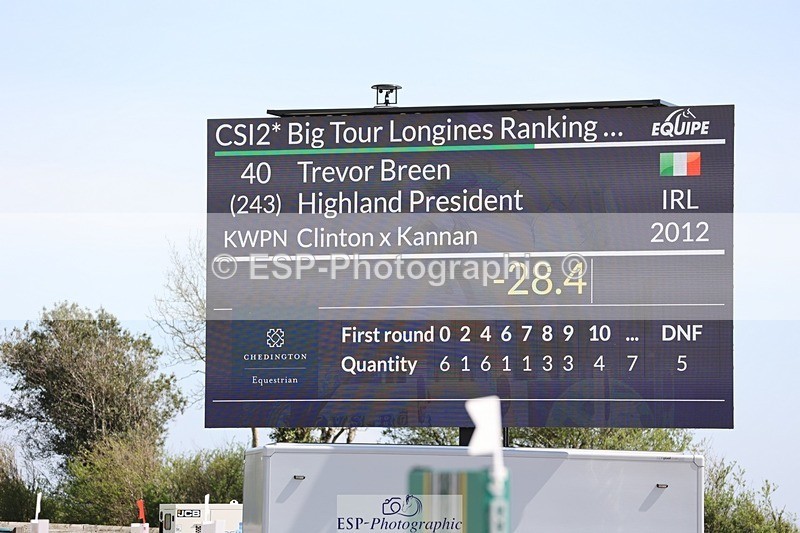 CSI2* Big Tour Longines Ranking ...
EQUIPE
40 Trevor Breen
(243) Highland President IRL
KWPN Clinton x Kannan 2012
© ESP-Photographic ©
-28.4
First round 0 2 4 6 7 8 9 10 ... DNF
Quantity 6 1 6 1 1 3 3 4 7 5
CHEDINGTON
Equestrian
JCB
ESP-Photographic